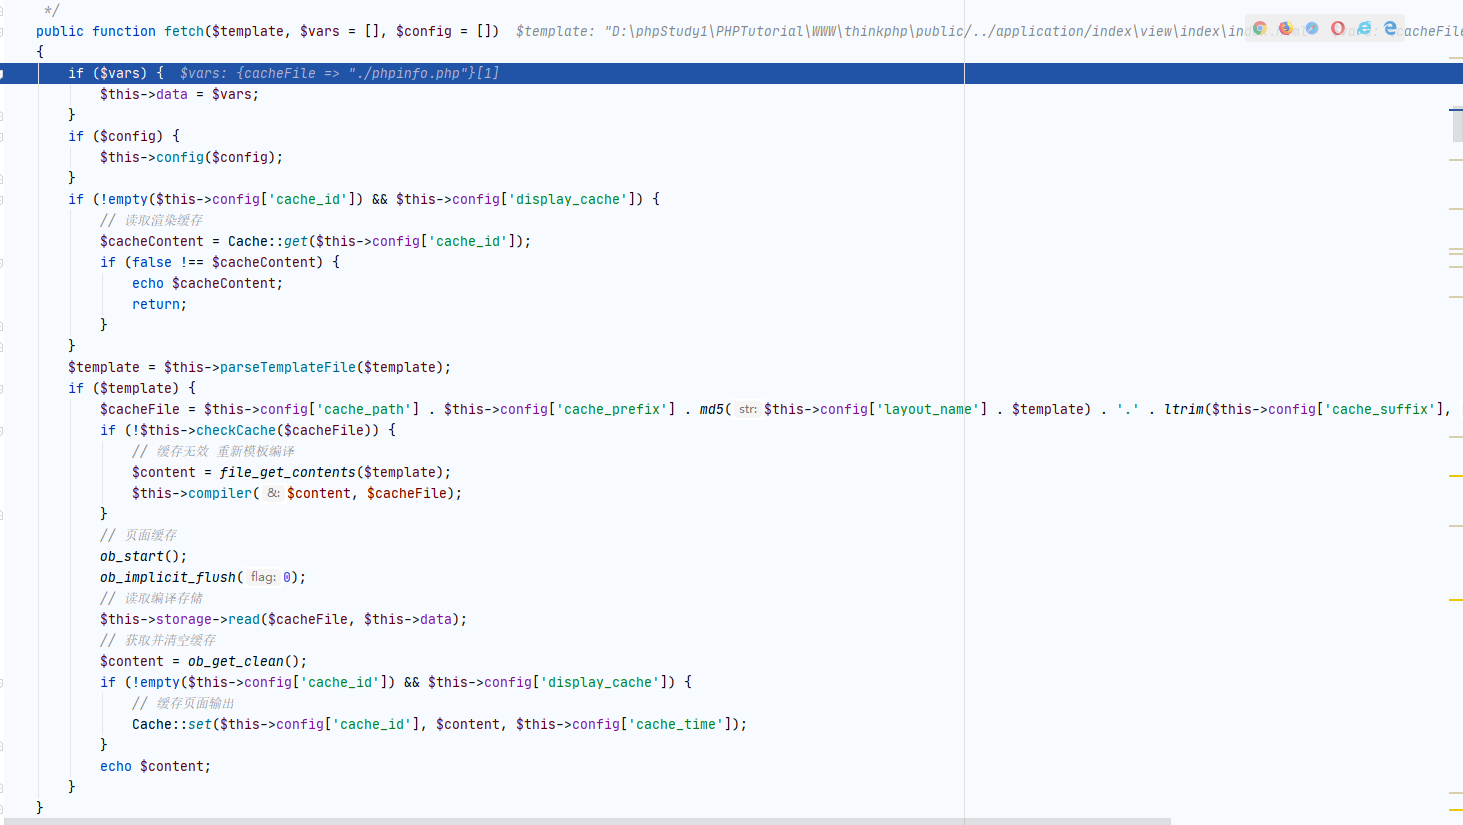 */
public function fetch($template, $vars = [], $config = []) $template: "D:\phpStudy1\PHPTutorial\WWW\thinkphp\public/../application/index\view\index\ind
{
if ($vars) { $vars: {cacheFile => "./phpinfo.php"}[1]
$this->data = $vars;
}
if ($config) {
$this->config($config);
}
if (!empty($this->config['cache_id']) && $this->config['display_cache']) {
// 读取渲染缓存
$cacheContent = Cache::get($this->config['cache_id']);
if (false !== $cacheContent) {
echo $cacheContent;
return;
}
}
$template = $this->parseTemplateFile($template);
if ($template) {
$cacheFile = $this->config['cache_path'] . $this->config['cache_prefix'] . md5( str: $this->config['layout_name'] . $template) . '.' . ltrim($this->config['cache_suffix'],
if (!$this->checkCache($cacheFile)) {
// 缓存无效 重新模板编译
$content = file_get_contents($template);
$this->compiler( &: $content, $cacheFile);
}
// 页面缓存
ob_start();
ob_implicit_flush( flag: 0);
// 读取编译存储
$this->storage->read($cacheFile, $this->data);
// 获取并清空缓存
$content = ob_get_clean();
if (!empty($this->config['cache_id']) && $this->config['display_cache']) {
// 缓存页面输出
Cache::set($this->config['cache_id'], $content, $this->config['cache_time']);
}
echo $content;
}
}